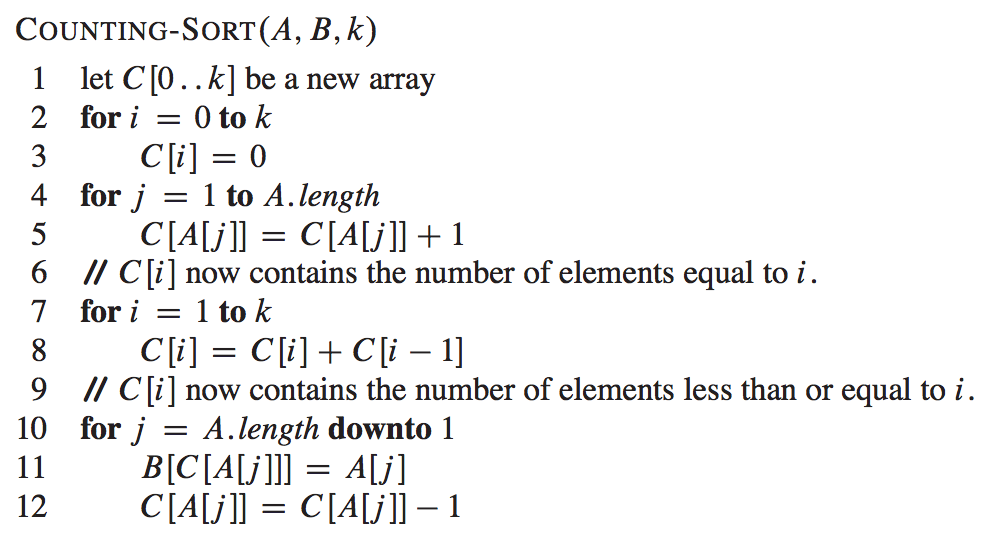 COUNTING-SORT(A, B, k)
1 let C[0..k] be a new array
2 for i = 0 to k
3 C[i] = 0
4 for j = 1 to A.length
5 C[A[j]] = C[A[j]] + 1
6 // C[i] now contains the number of elements equal to i.
7 for i = 1 to k
8 C[i] = C[i] + C[i − 1]
9 // C[i] now contains the number of elements less than or equal to i.
10 for j = A.length downto 1
11 B[C[A[j]]] = A[j]
12 C[A[j]] = C[A[j]] − 1